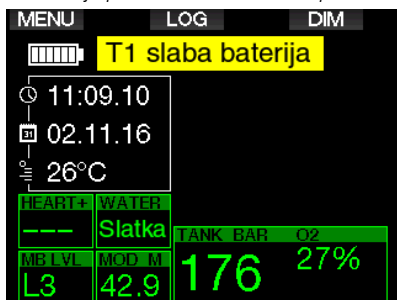 MENU LOG DIM
T1 slaba baterija
11:09.10
31 02.11.16
26°C
HEART+ WATER
--- Slatka
TANK BAR O2
176 27%
MB LVL MOD M
L3 42.9